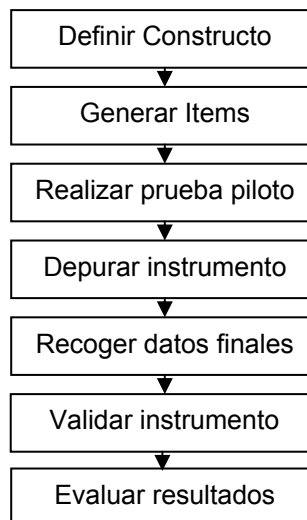 Definir Constructo
Generar Items
Realizar prueba piloto
Depurar instrumento
Recoger datos finales
Validar instrumento
Evaluar resultados